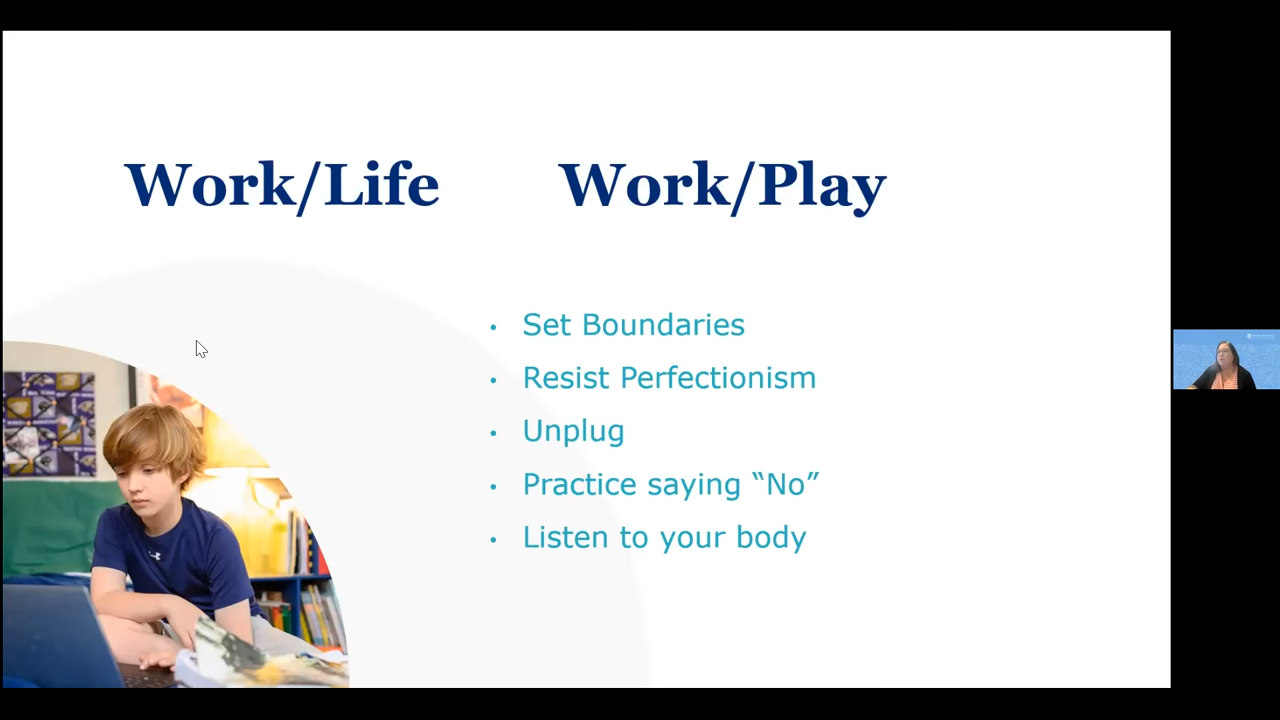 Work/Life Work/Play
• Set Boundaries
• Resist Perfectionism
• Unplug
• Practice saying “No”
• Listen to your body